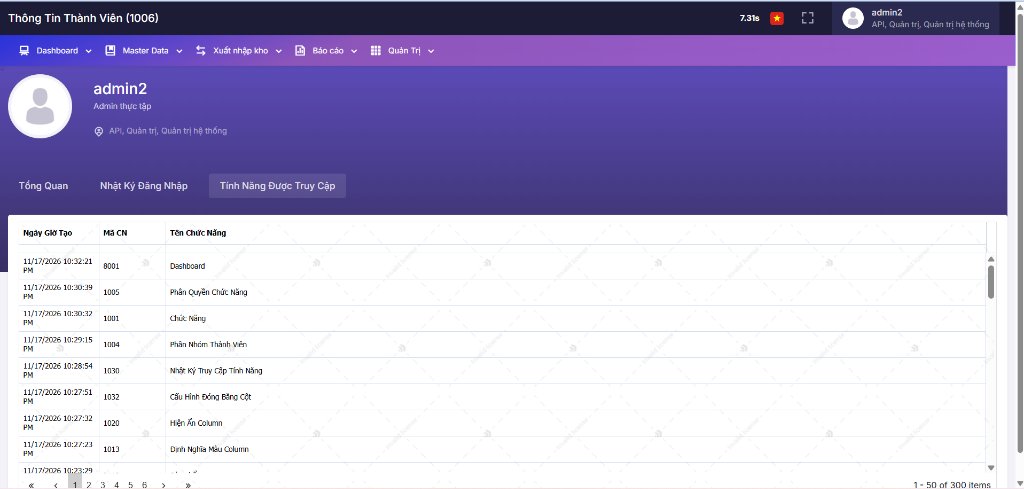 Thông Tin Thành Viên (1006)
7.31s
admin2
API, Quản trị, Quản trị hệ thống
Dashboard Master Data Xuất nhập kho Báo cáo Quản Trị
admin2
Admin thực tập
API, Quản trị, Quản trị hệ thống
Tổng Quan Nhật Ký Đăng Nhập Tính Năng Được Truy Cập
Ngày Giờ Tạo Mã CN Tên Chức Năng
11/17/2026 10:32:21 PM 8001 Dashboard
11/17/2026 10:30:39 PM 1005 Phân Quyền Chức Năng
11/17/2026 10:30:32 PM 1001 Chức Năng
11/17/2026 10:29:15 PM 1004 Phân Nhóm Thành Viên
11/17/2026 10:28:54 PM 1030 Nhật Ký Truy Cập Tính Năng
11/17/2026 10:27:51 PM 1032 Cấu Hình Đóng Băng Cột
11/17/2026 10:27:32 PM 1020 Hiện Ẩn Column
11/17/2026 10:27:23 PM 1013 Định Nghĩa Màu Column
11/17/2026 10:23:29
« ‹ 1 2 3 4 5 6 › »
1 - 50 of 300 items